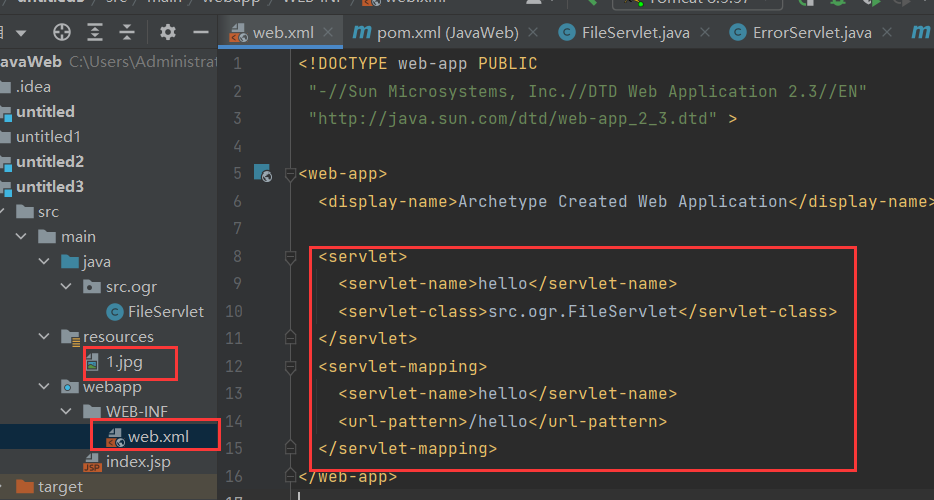 untitled3 / src / main / webapp / WEB-INF / web.xml
Tomcat 8.5.57
web.xml
pom.xml (JavaWeb)
FileServlet.java
ErrorServlet.java
avaWeb C:\Users\Administrat
.idea
untitled
untitled1
untitled2
untitled3
src
main
java
src.ogr
FileServlet
resources
1.jpg
webapp
WEB-INF
web.xml
index.jsp
target
1 <!DOCTYPE web-app PUBLIC
2 "-//Sun Microsystems, Inc.//DTD Web Application 2.3//EN"
3 "http://java.sun.com/dtd/web-app_2_3.dtd" >
4
5 <web-app>
6 <display-name>Archetype Created Web Application</display-name>
7
8 <servlet>
9 <servlet-name>hello</servlet-name>
10 <servlet-class>src.ogr.FileServlet</servlet-class>
11 </servlet>
12 <servlet-mapping>
13 <servlet-name>hello</servlet-name>
14 <url-pattern>/hello</url-pattern>
15 </servlet-mapping>
16 </web-app>
17